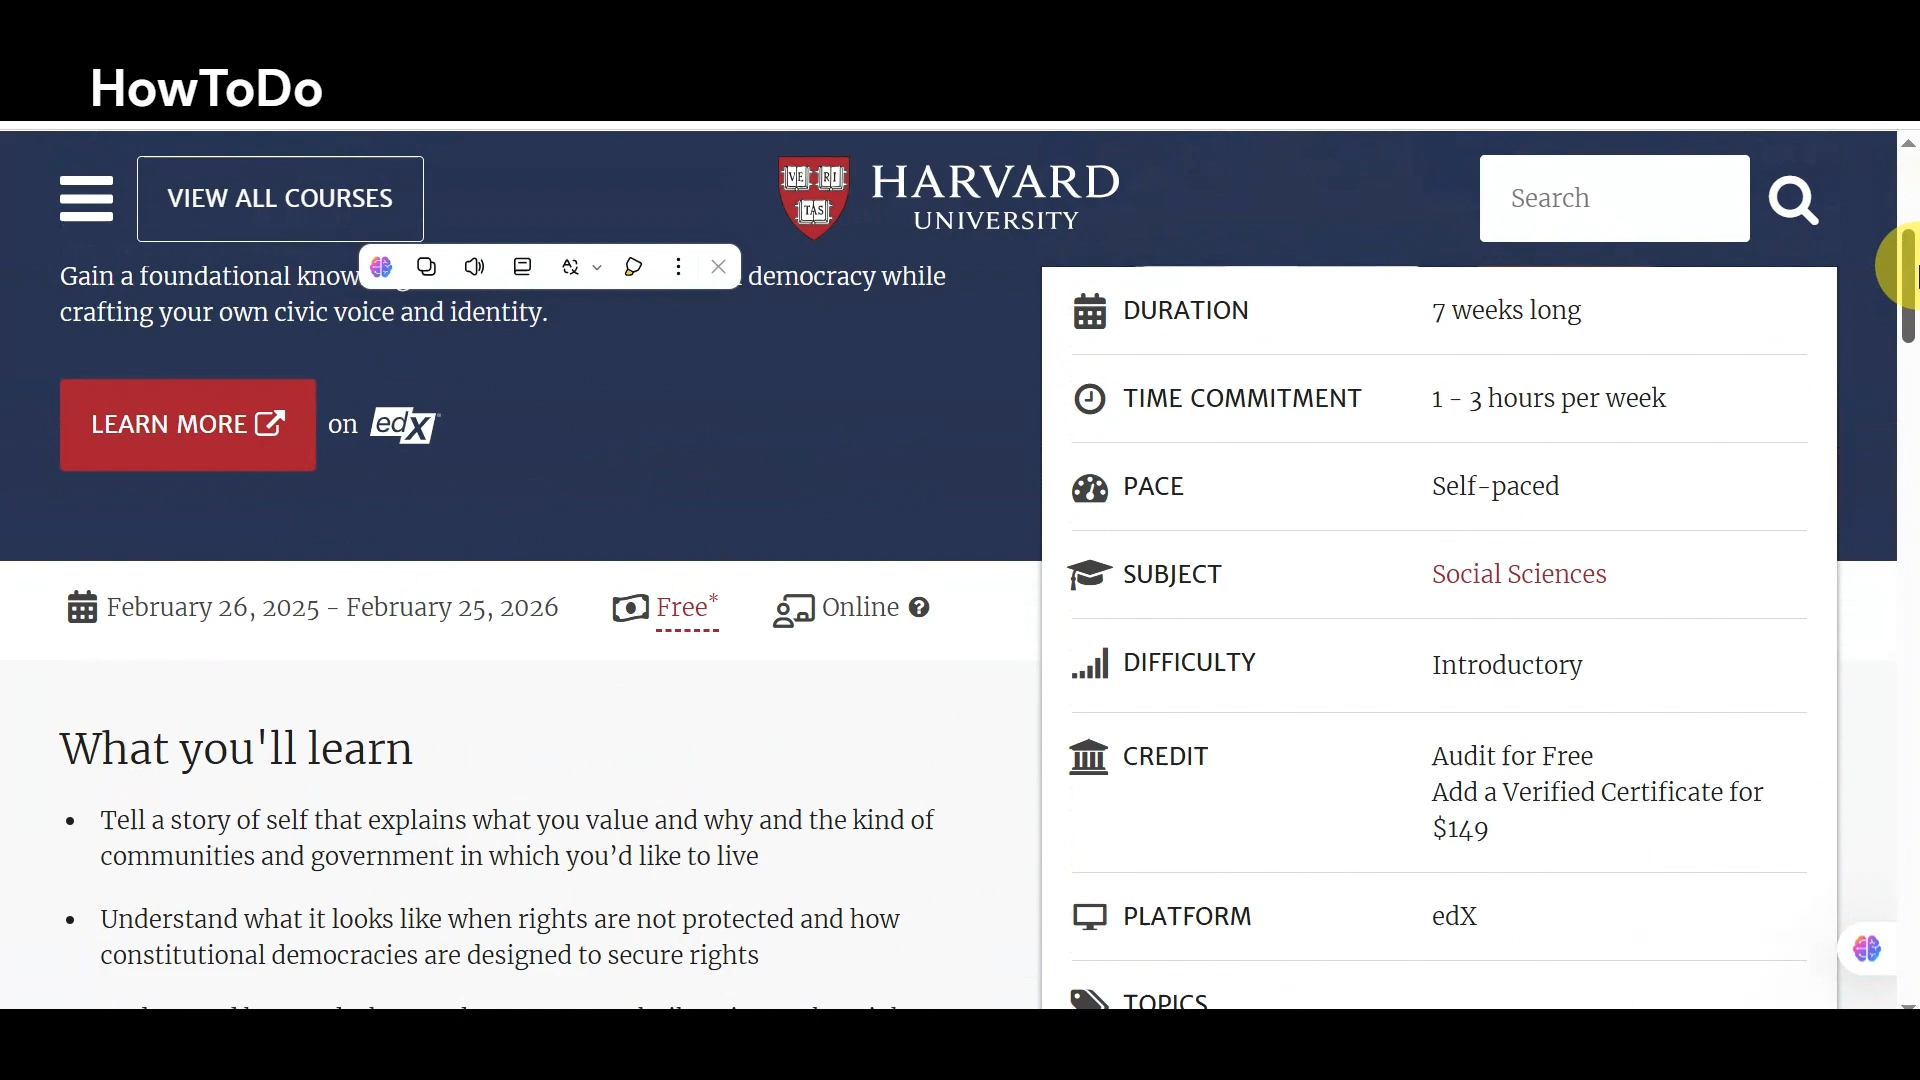 HowToDo
VIEW ALL COURSES
VE RI
TAS
HARVARD
UNIVERSITY
Search
Gain a foundational democracy while
crafting your own civic voice and identity.
LEARN MORE on edX
February 26, 2025 - February 25, 2026 Free* Online
What you'll learn
• Tell a story of self that explains what you value and why and the kind of
communities and government in which you’d like to live
• Understand what it looks like when rights are not protected and how
constitutional democracies are designed to secure rights
DURATION 7 weeks long
TIME COMMITMENT 1 - 3 hours per week
PACE Self-paced
SUBJECT Social Sciences
DIFFICULTY Introductory
CREDIT Audit for Free
Add a Verified Certificate for
$149
PLATFORM edX
TOPICS